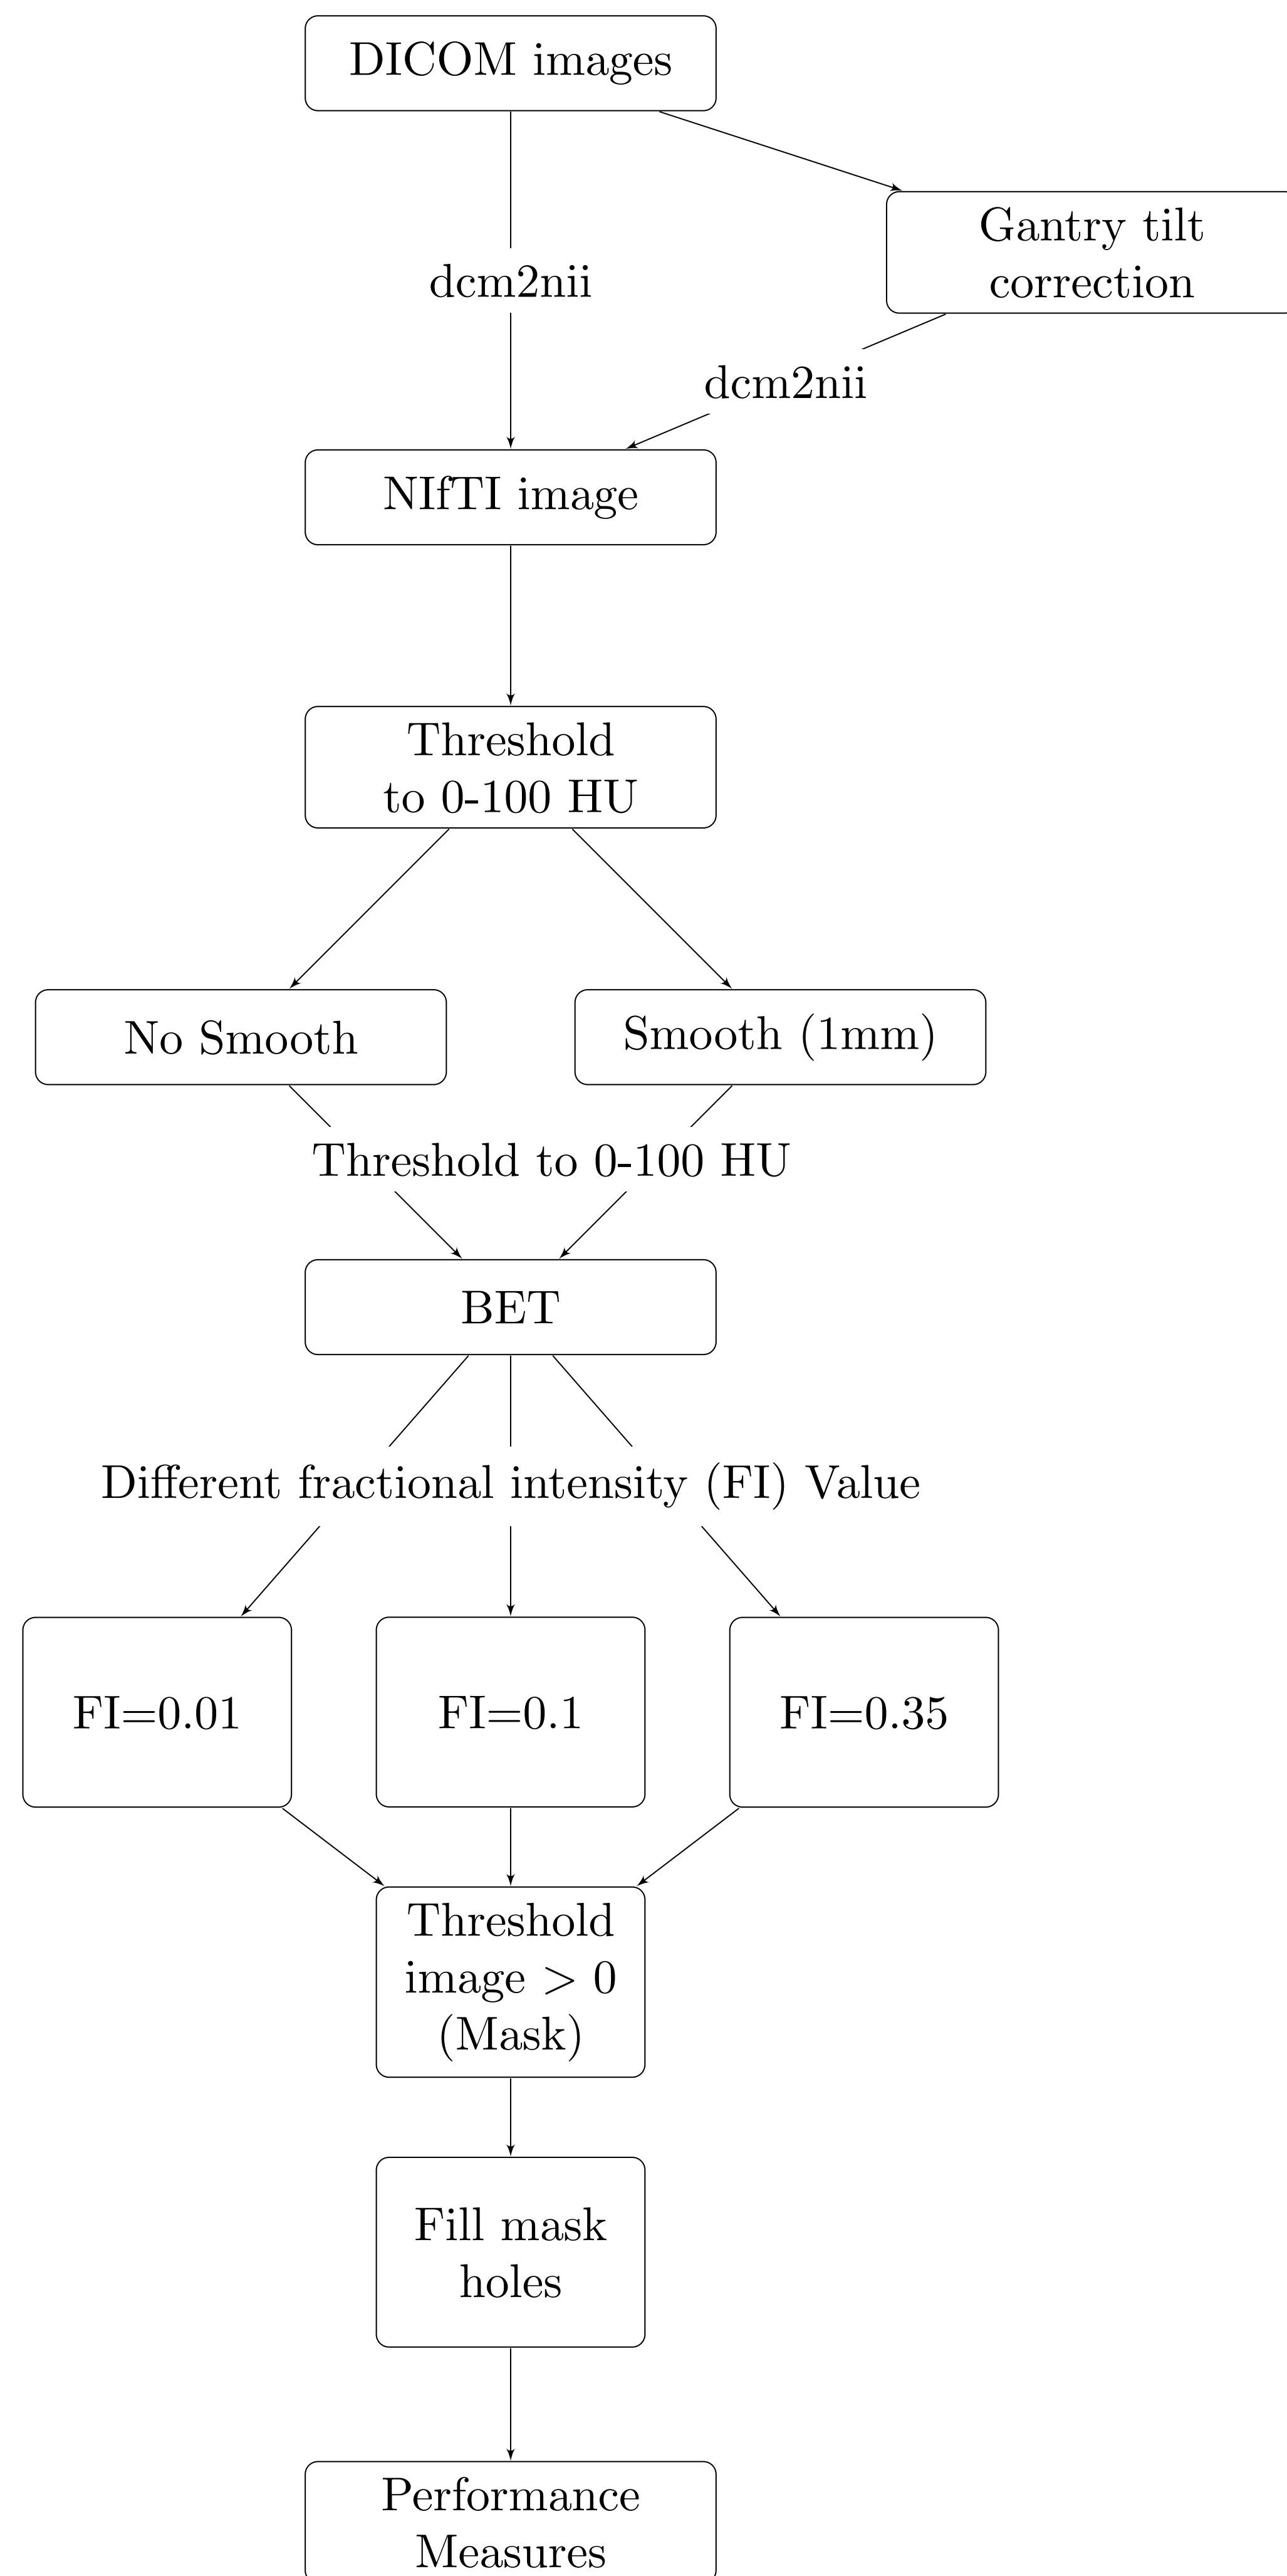 DICOM images
Gantry tilt
correction
dcm2nii
dcm2nii
NIfTI image
Threshold
to 0-100 HU
No Smooth
Smooth (1mm)
Threshold to 0-100 HU
BET
Different fractional intensity (FI) Value
FI=0.01
FI=0.1
FI=0.35
Threshold
image > 0
(Mask)
Fill mask
holes
Performance
Measures